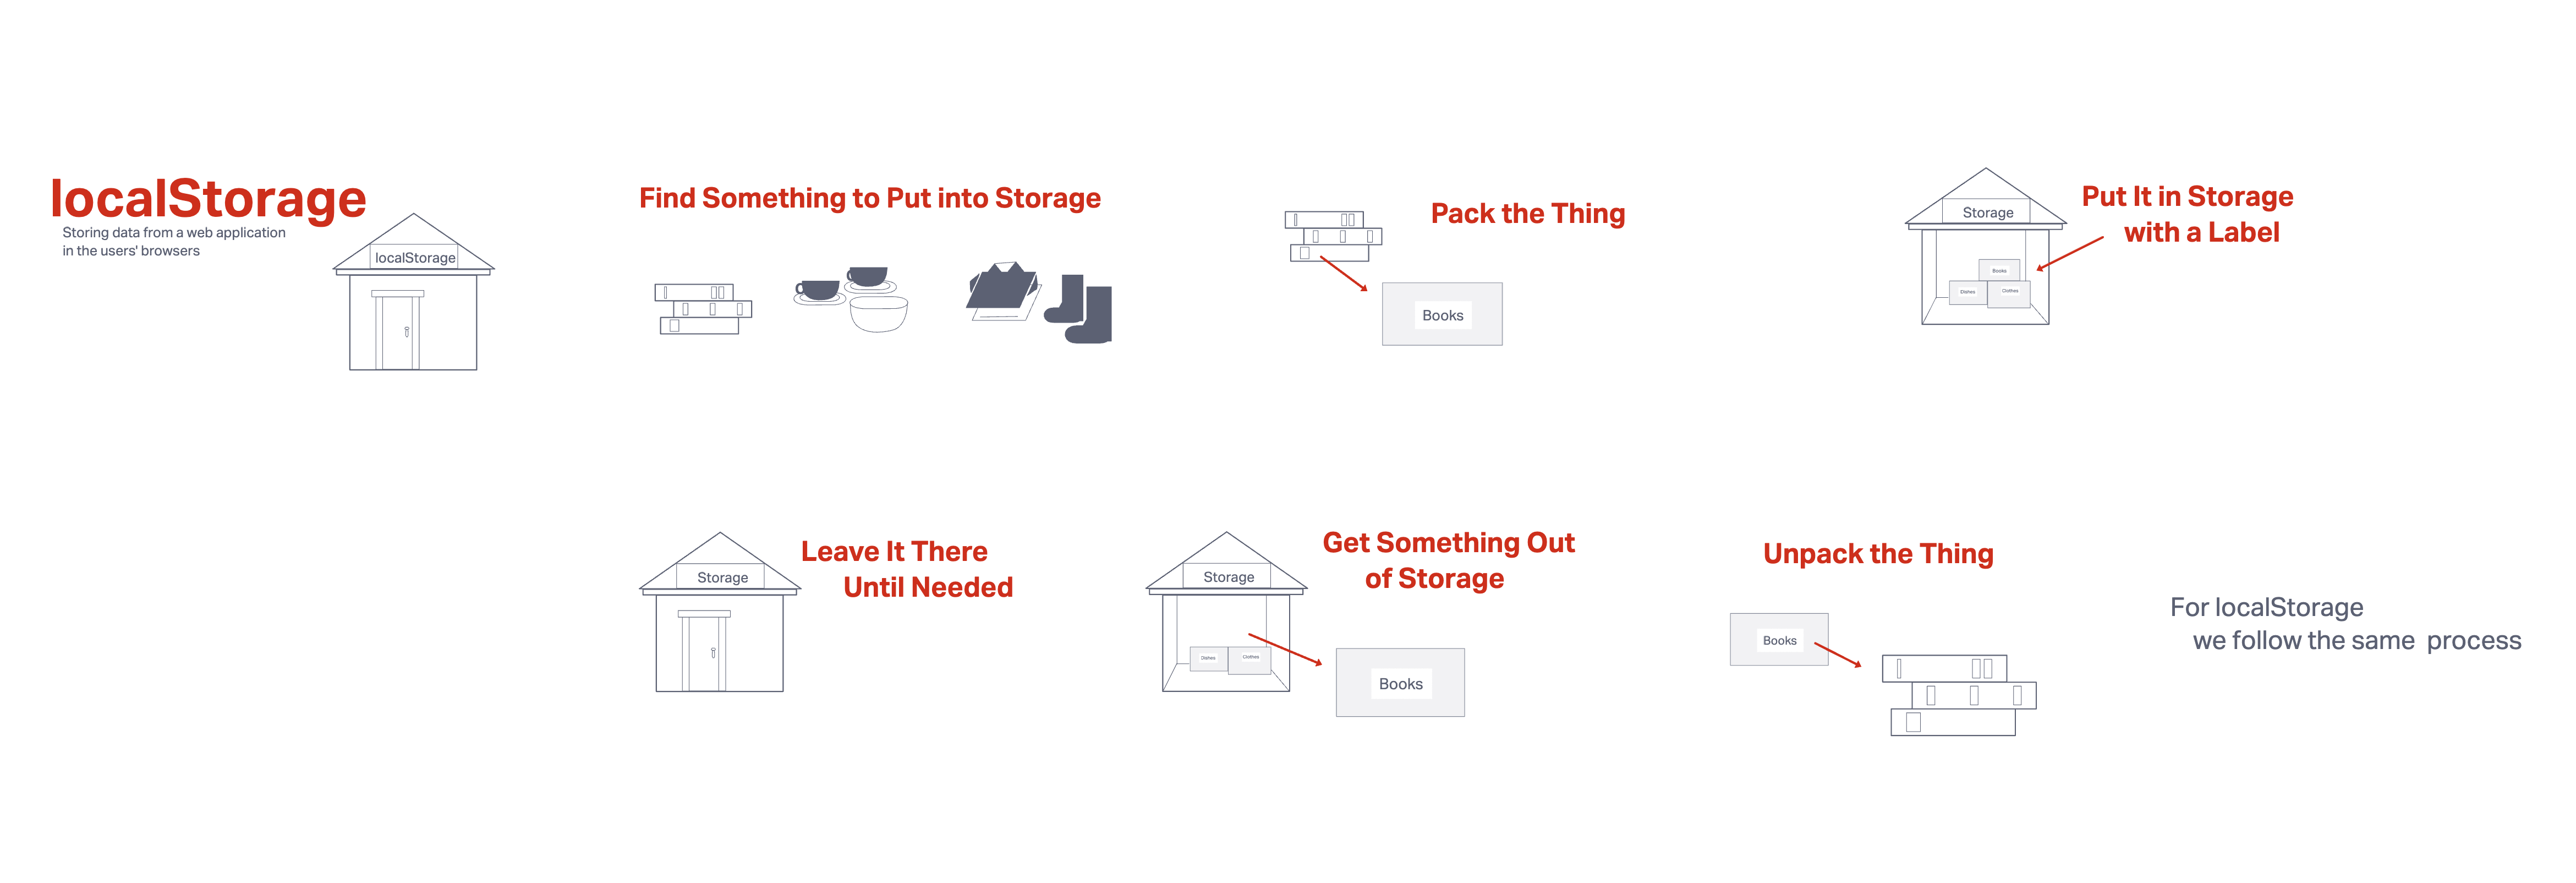 localStorage
Storing data from a web application
in the users' browsers
localStorage
Find Something to Put into Storage
Pack the Thing
Books
Storage
Put It in Storage
with a Label
Books
Dishes
Clothes
Storage
Leave It There
Until Needed
Storage
Get Something Out
of Storage
Dishes
Clothes
Books
Unpack the Thing
Books
For localStorage
we follow the same process